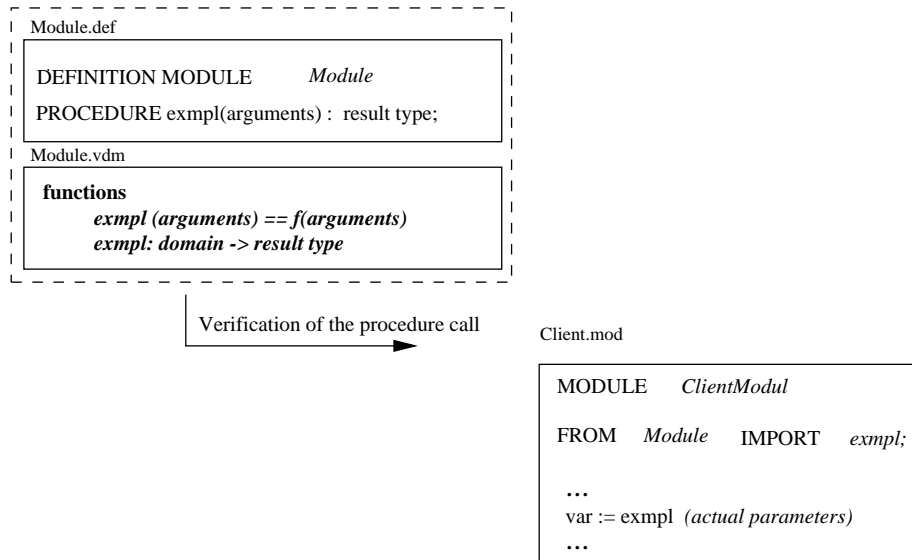 Module.def
DEFINITION MODULE Module
PROCEDURE exmpl(arguments) : result type;
Module.vdm
functions
exmpl (arguments) == f(arguments)
exmpl: domain -> result type
Verification of the procedure call
Client.mod
MODULE ClientModul
FROM Module IMPORT exmpl;
...
var := exmpl (actual parameters)
...